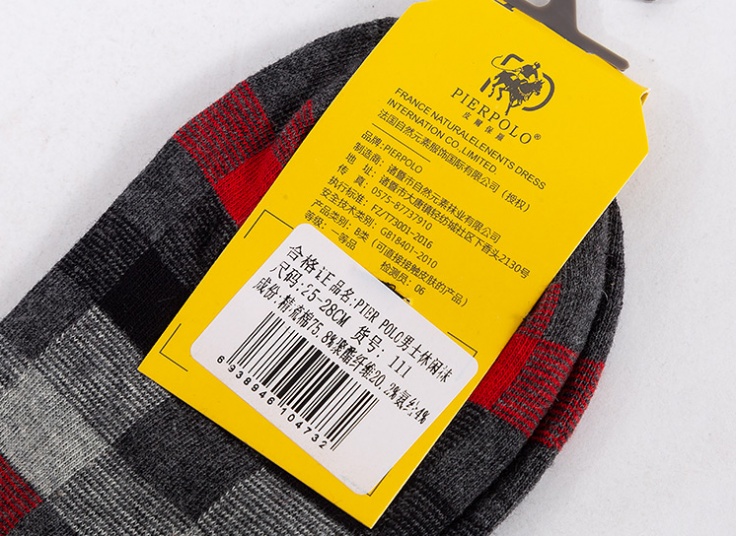 PIERPOLO®
皮爾保羅
FRANCE NATURALELENENTS DRESS
INTERNATION CO.,LIMITED.
法国自然元素服饰国际有限公司（授权）
品牌:PIERPOLO
制造商：诸暨市自然元素袜业有限公司
地 址：诸暨市大唐镇轻纺城社区下香头2130号
传 真：0575-87737910
执行标准：FZ/T73001-2016
安全技术类别：GB18401-2010
产品类别：B类（可直接接触皮肤的产品）
等级：一等品 检测员：06
合格证 品名:PIER POLO男士休闲袜
尺码:25-28CM 货号：111
成份:精梳棉75.8%聚酯纤维20.2%氨纶4%
6938946104732